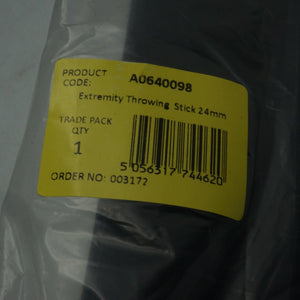 PRODUCT CODE: A0640098
Extremity Throwing Stick 24mm
TRADE PACK QTY
1
5 056317 744620
ORDER NO: 003172